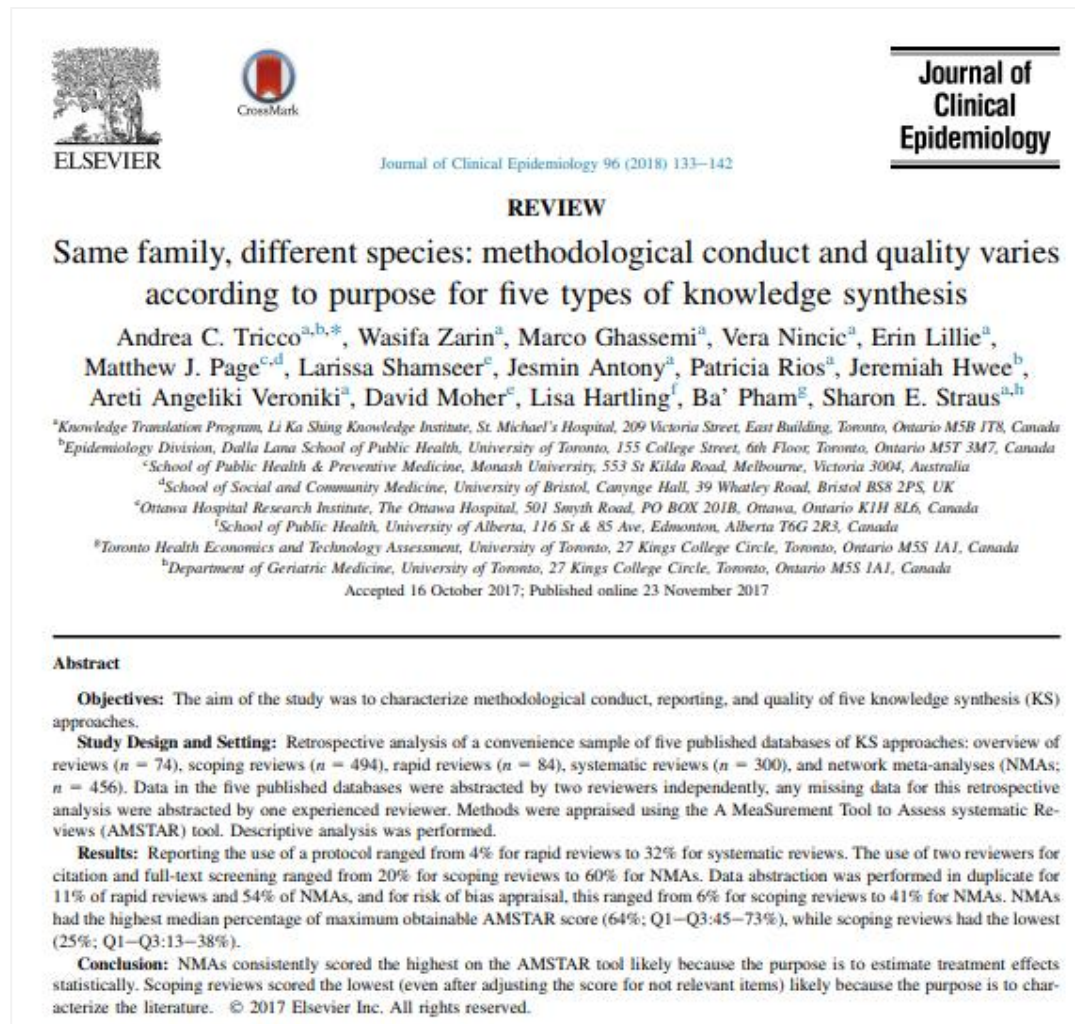 ELSEVIER
CrossMark
Journal of
Clinical
Epidemiology
Journal of Clinical Epidemiology 96 (2018) 133–142
REVIEW
Same family, different species: methodological conduct and quality varies
according to purpose for five types of knowledge synthesis
Andrea C. Tricco^a,b,*, Wasifa Zarin^a, Marco Ghassemi^a, Vera Nincic^a, Erin Lillie^a,
Matthew J. Page^c,d, Larissa Shamseer^e, Jesmin Antony^a, Patricia Rios^a, Jeremiah Hwee^b,
Areti Angeliki Veroniki^a, David Moher^e, Lisa Hartling^f, Ba' Pham^g, Sharon E. Straus^a,h
^aKnowledge Translation Program, Li Ka Shing Knowledge Institute, St. Michael's Hospital, 209 Victoria Street, East Building, Toronto, Ontario M5B 1T8, Canada
^bEpidemiology Division, Dalla Lana School of Public Health, University of Toronto, 155 College Street, 6th Floor, Toronto, Ontario M5T 3M7, Canada
^cSchool of Public Health & Preventive Medicine, Monash University, 553 St Kilda Road, Melbourne, Victoria 3004, Australia
^dSchool of Social and Community Medicine, University of Bristol, Canynge Hall, 39 Whatley Road, Bristol BS8 2PS, UK
^eOttawa Hospital Research Institute, The Ottawa Hospital, 501 Smyth Road, PO BOX 201B, Ottawa, Ontario K1H 8L6, Canada
^fSchool of Public Health, University of Alberta, 116 St & 85 Ave, Edmonton, Alberta T6G 2R3, Canada
^gToronto Health Economics and Technology Assessment, University of Toronto, 27 Kings College Circle, Toronto, Ontario M5S 1A1, Canada
^hDepartment of Geriatric Medicine, University of Toronto, 27 Kings College Circle, Toronto, Ontario M5S 1A1, Canada
Accepted 16 October 2017; Published online 23 November 2017
Abstract
Objectives: The aim of the study was to characterize methodological conduct, reporting, and quality of five knowledge synthesis (KS)
approaches.
Study Design and Setting: Retrospective analysis of a convenience sample of five published databases of KS approaches: overview of
reviews (n = 74), scoping reviews (n = 494), rapid reviews (n = 84), systematic reviews (n = 300), and network meta-analyses (NMAs;
n = 456). Data in the five published databases were abstracted by two reviewers independently, any missing data for this retrospective
analysis were abstracted by one experienced reviewer. Methods were appraised using the A MeaSurement Tool to Assess systematic Re-
views (AMSTAR) tool. Descriptive analysis was performed.
Results: Reporting the use of a protocol ranged from 4% for rapid reviews to 32% for systematic reviews. The use of two reviewers for
citation and full-text screening ranged from 20% for scoping reviews to 60% for NMAs. Data abstraction was performed in duplicate for
11% of rapid reviews and 54% of NMAs, and for risk of bias appraisal, this ranged from 6% for scoping reviews to 41% for NMAs. NMAs
had the highest median percentage of maximum obtainable AMSTAR score (64%; Q1–Q3:45–73%), while scoping reviews had the lowest
(25%; Q1–Q3:13–38%).
Conclusion: NMAs consistently scored the highest on the AMSTAR tool likely because the purpose is to estimate treatment effects
statistically. Scoping reviews scored the lowest (even after adjusting the score for not relevant items) likely because the purpose is to char-
acterize the literature. © 2017 Elsevier Inc. All rights reserved.